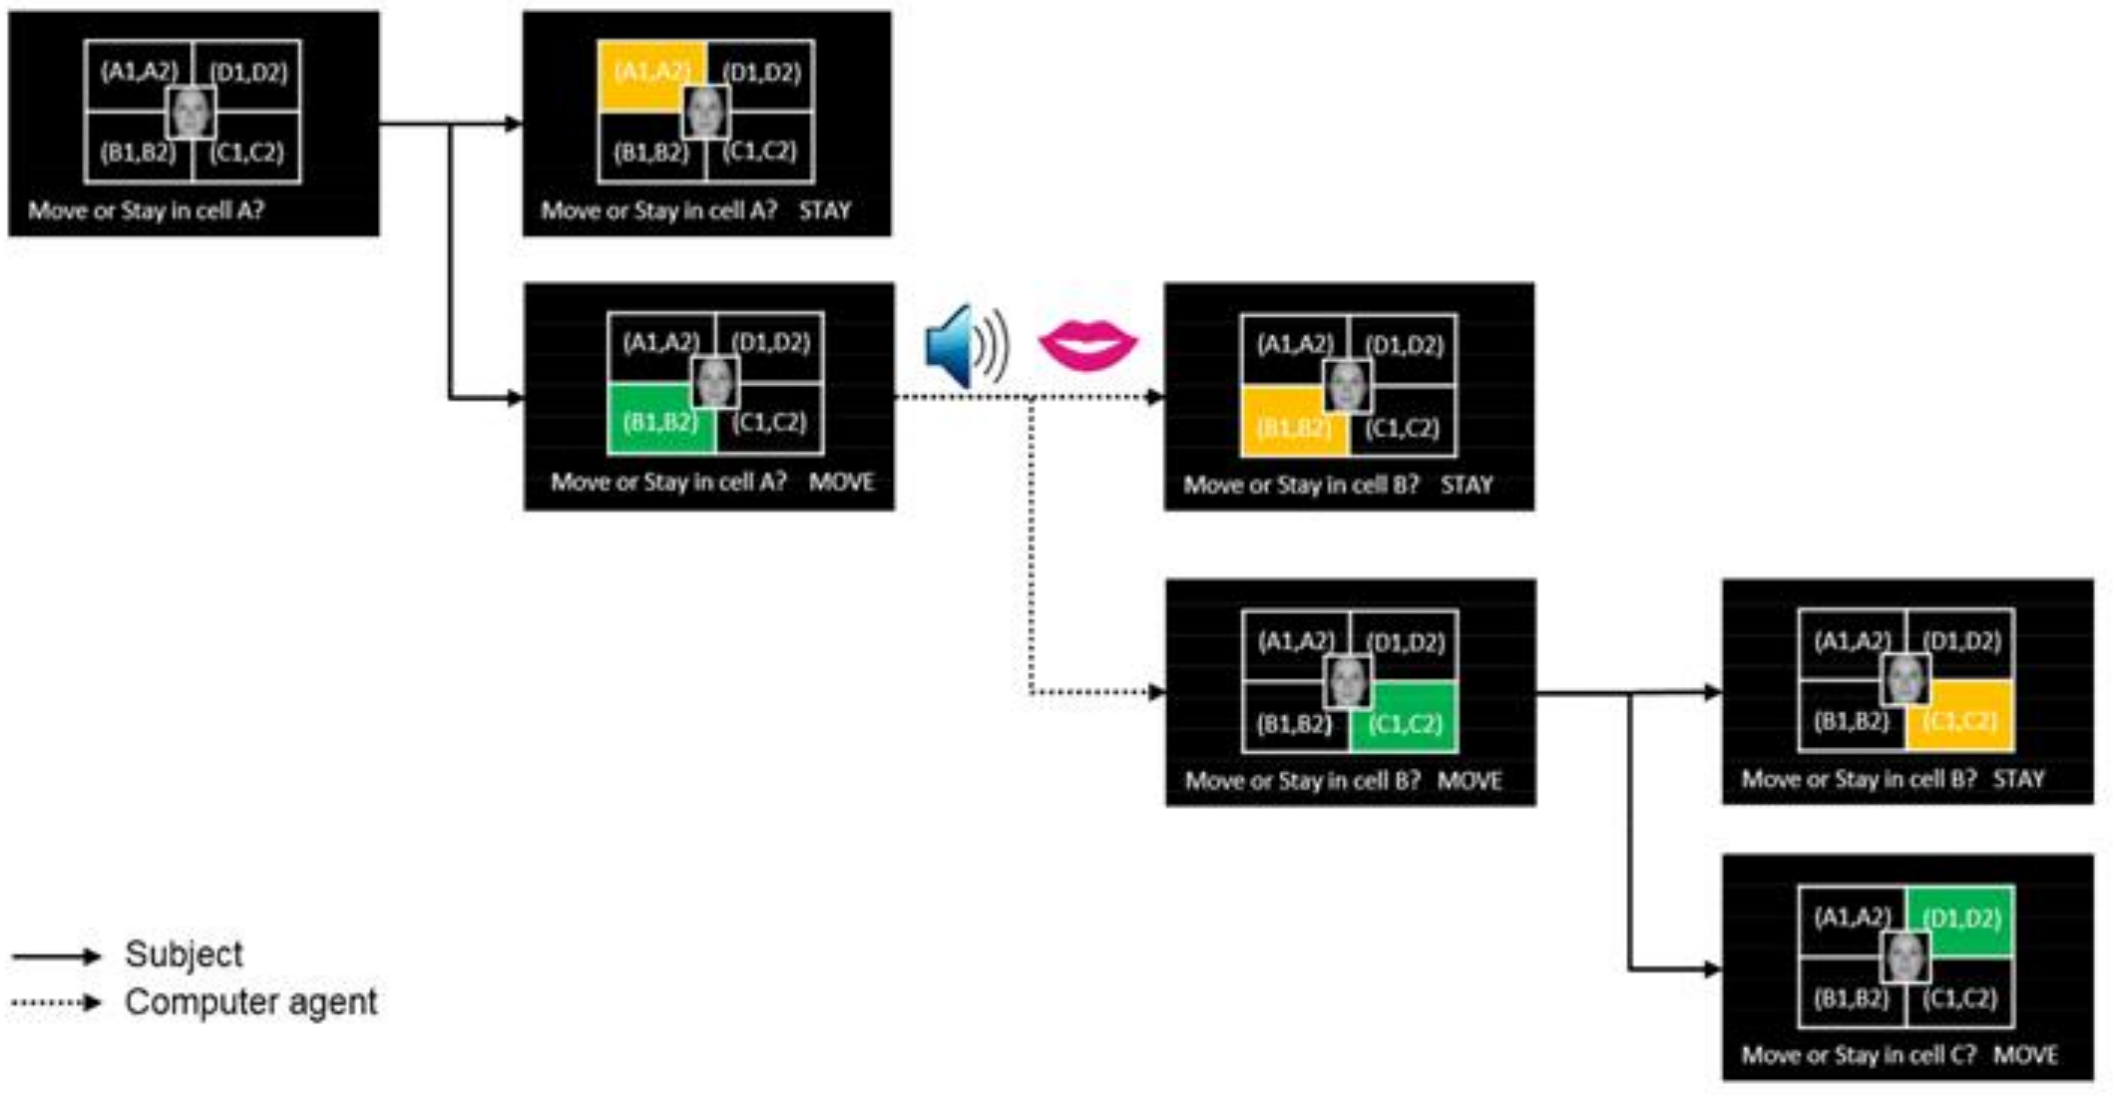 (A1,A2) (D1,D2)
(B1,B2) (C1,C2)
Move or Stay in cell A?
(A1,A2) (D1,D2)
(B1,B2) (C1,C2)
Move or Stay in cell A? STAY
(A1,A2) (D1,D2)
(B1,B2) (C1,C2)
Move or Stay in cell A? MOVE
(A1,A2) (D1,D2)
(B1,B2) (C1,C2)
Move or Stay in cell B? STAY
(A1,A2) (D1,D2)
(B1,B2) (C1,C2)
Move or Stay in cell B? MOVE
(A1,A2) (D1,D2)
(B1,B2) (C1,C2)
Move or Stay in cell B? STAY
(A1,A2) (D1,D2)
(B1,B2) (C1,C2)
Move or Stay in cell C? MOVE
Subject
Computer agent